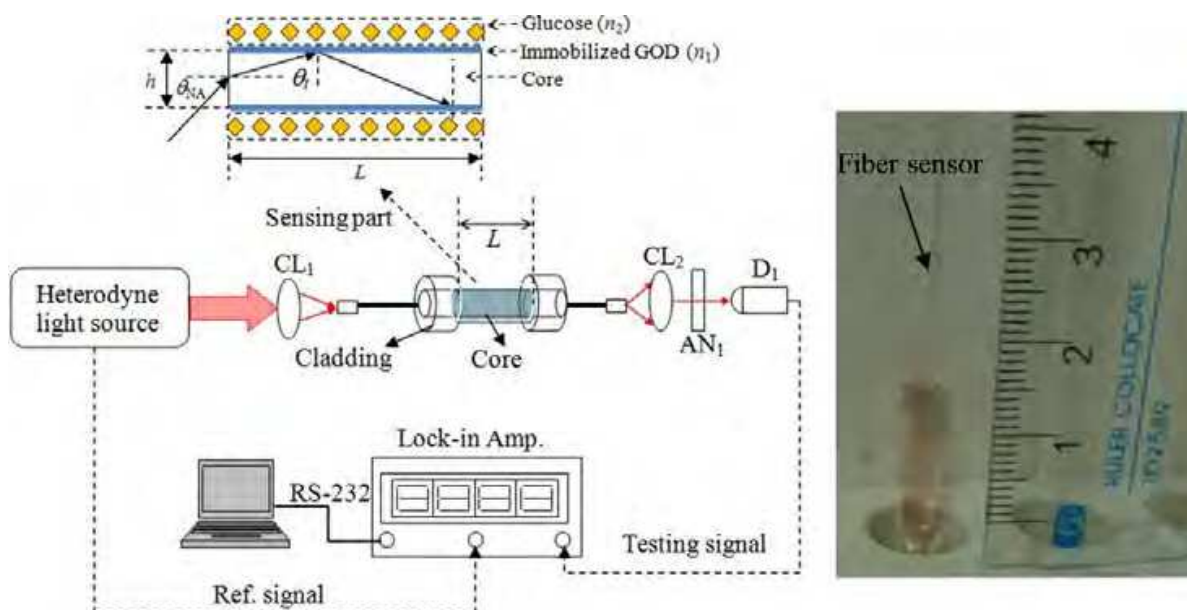 Glucose (n₂)
Immobilized GOD (n₁)
Core
h
θNA
θt
L
Sensing part
L
CL₁
CL₂
D₁
Heterodyne
light source
Cladding
Core
AN₁
Lock-in Amp.
RS-232
Testing signal
Ref. signal
Fiber sensor
4
3
2
1